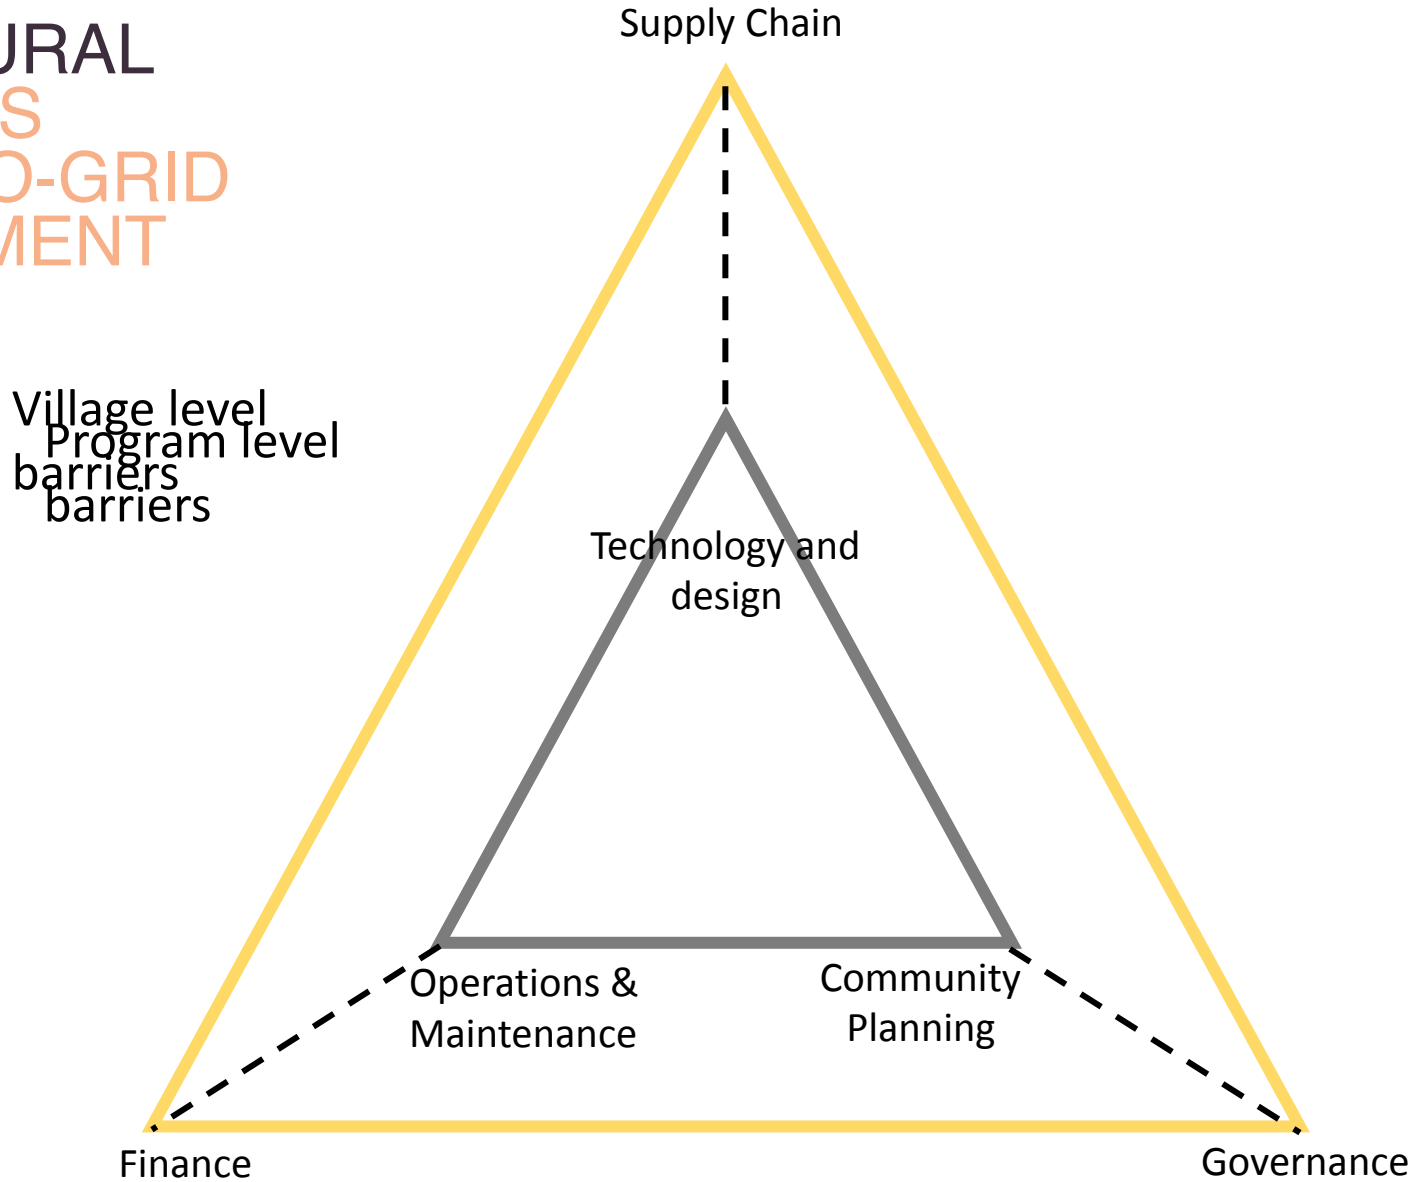 Supply Chain
URAL
S
O-GRID
MENT
Village level
barriers
Program level
barriers
Technology and
design
Operations &
Maintenance
Community
Planning
Finance
Governance